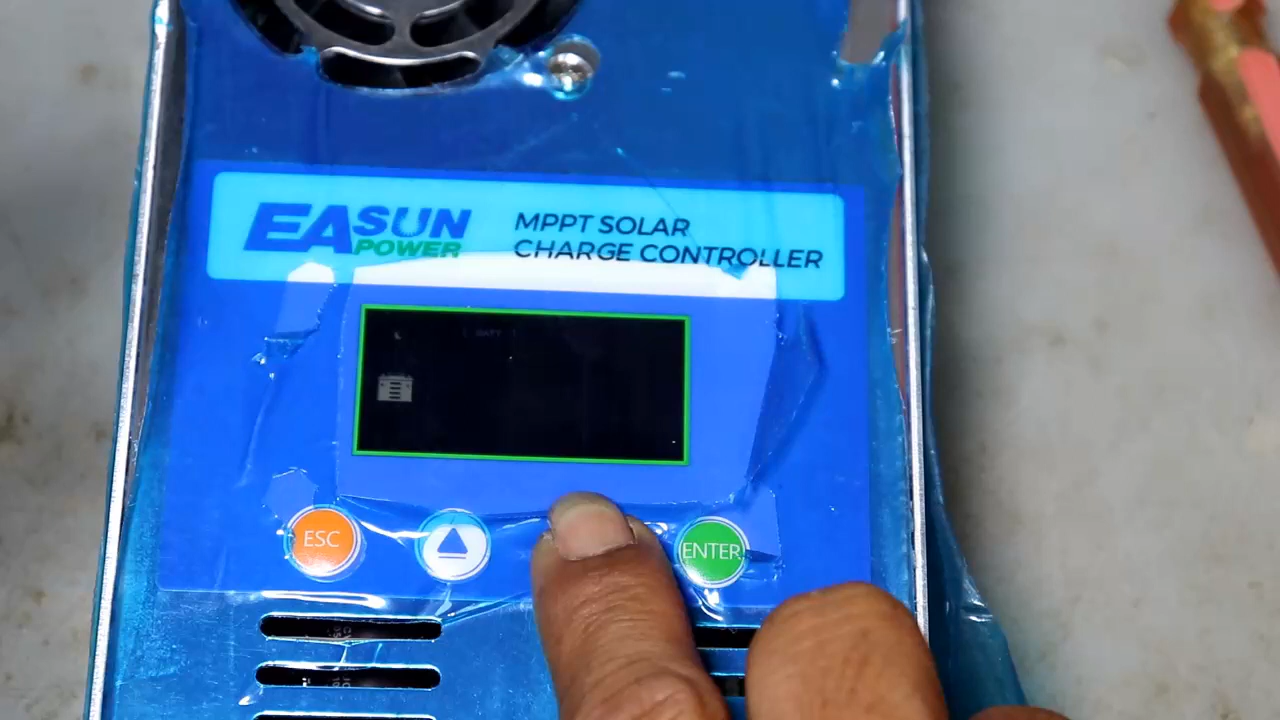 EASUN
POWER
MPPT SOLAR
CHARGE CONTROLLER
ESC
ENTER